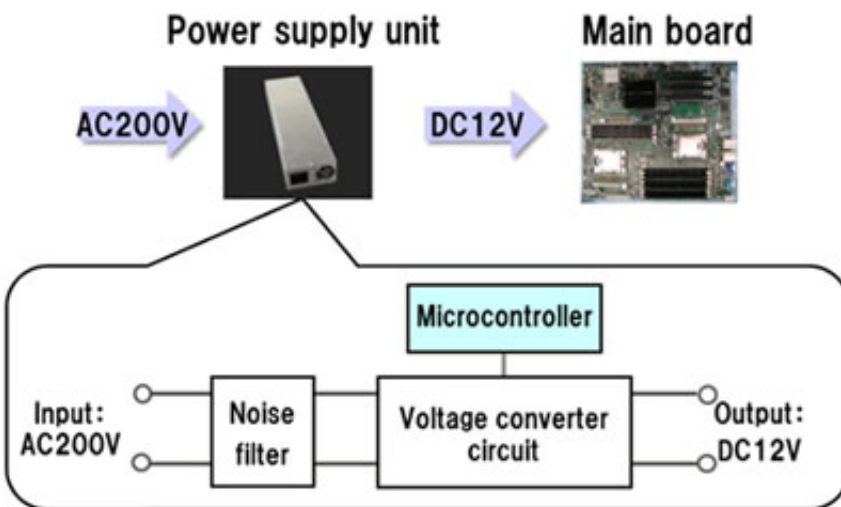 Power supply unit
Main board
AC200V
DC12V
Microcontroller
Input:
AC200V
Noise
filter
Voltage converter
circuit
Output:
DC12V